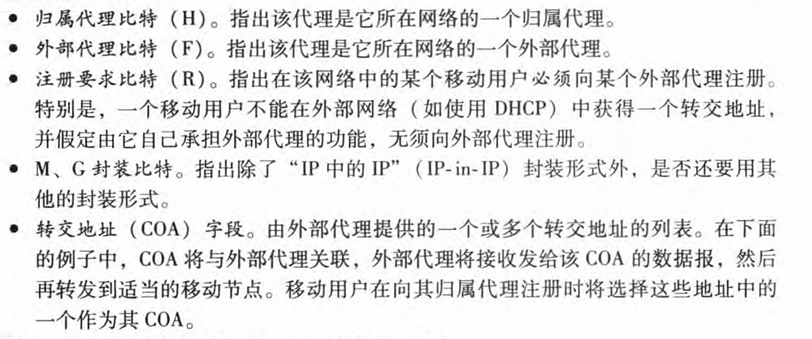 • 归属代理比特（H）。指出该代理是它所在网络的一个归属代理。
• 外部代理比特（F）。指出该代理是它所在网络的一个外部代理。
• 注册要求比特（R）。指出在该网络中的某个移动用户必须向某个外部代理注册。
特别是，一个移动用户不能在外部网络（如使用 DHCP）中获得一个转交地址，
并假定由它自己承担外部代理的功能，无须向外部代理注册。
• M、G 封装比特。指出除了“IP 中的 IP”（IP-in-IP）封装形式外，是否还要用其
他的封装形式。
• 转交地址（COA）字段。由外部代理提供的一个或多个转交地址的列表。在下面
的例子中，COA 将与外部代理关联，外部代理将接收发给该 COA 的数据报，然后
再转发到适当的移动节点。移动用户在向其归属代理注册时将选择这些地址中的
一个作为其 COA。